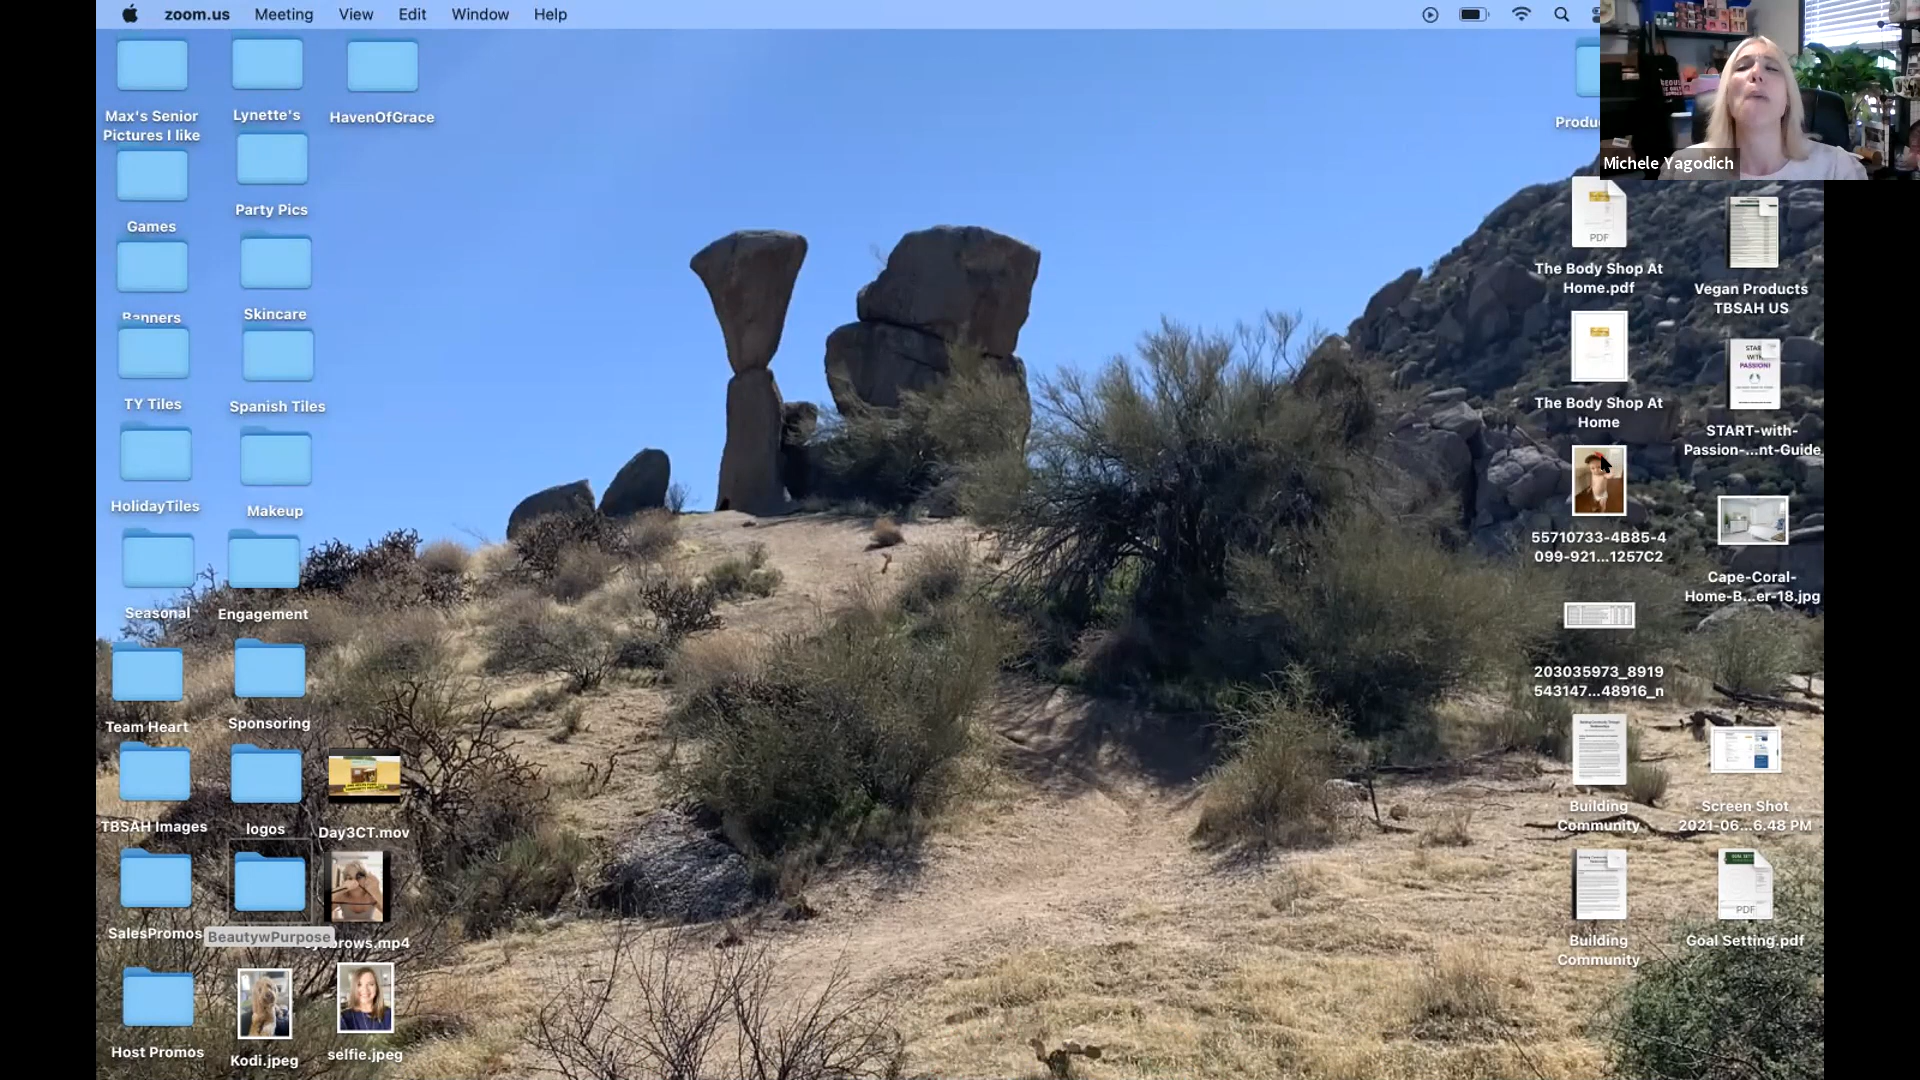 zoom.us Meeting View Edit Window Help
Max's Senior
Pictures I like
Lynette's
HavenOfGrace
Games
Party Pics
Banners
Skincare
TY Tiles
Spanish Tiles
HolidayTiles
Makeup
Seasonal
Engagement
Team Heart
Sponsoring
TBSAH Images
logos
Day3CT.mov
SalesPromos
BeautywPurpose
brows.mp4
Host Promos
Kodi.jpeg
selfie.jpeg
Michele Yagodich
PDF
The Body Shop At
Home.pdf
Vegan Products
TBSAH US
The Body Shop At
Home
PASSION!
START-with-
Passion-...nt-Guide
55710733-4B85-4
099-921...1257C2
Cape-Coral-
Home-B...er-18.jpg
203035973_8919
543147...48916_n
Building
Community
Screen Shot
2021-06...6.48 PM
Building
Community
PDF
Goal Setting.pdf